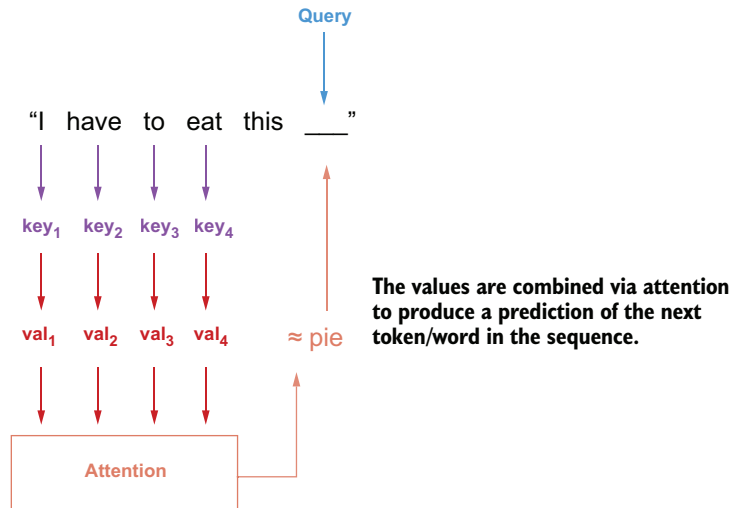 Query
“I have to eat this ___”
key1 key2 key3 key4
The values are combined via attention
to produce a prediction of the next
token/word in the sequence.
val1 val2 val3 val4 ≈ pie
Attention